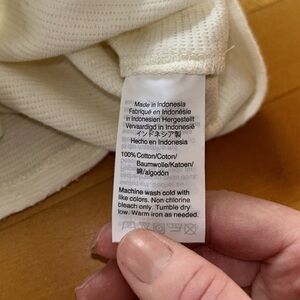 Made in Indonesia
Fabriqué en Indonésie
in Indonesien Hergestellt
Vervaardigd in Indonesië
インドネシア製
Hecho en Indonesia
100% Cotton/Coton/
Baumwolle/Katoen/
綿/algodón
Machine wash cold with
like colors. Non chlorine
bleach only. Tumble dry
low. Warm iron as needed.